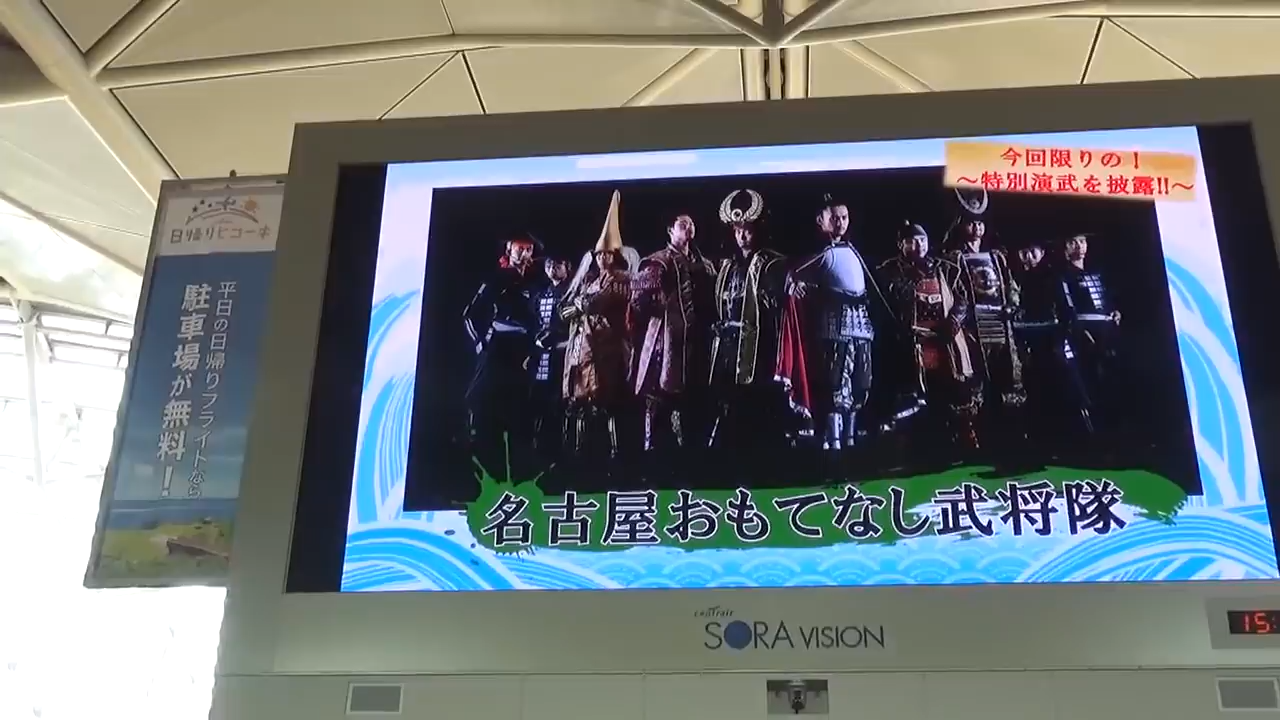 日帰りヒコーキ
平日の日帰りフライトなら
駐車場が無料!
今回限りの!
~特別演武を披露!!~
名古屋おもてなし武将隊
centrair
SORA VISION
15: